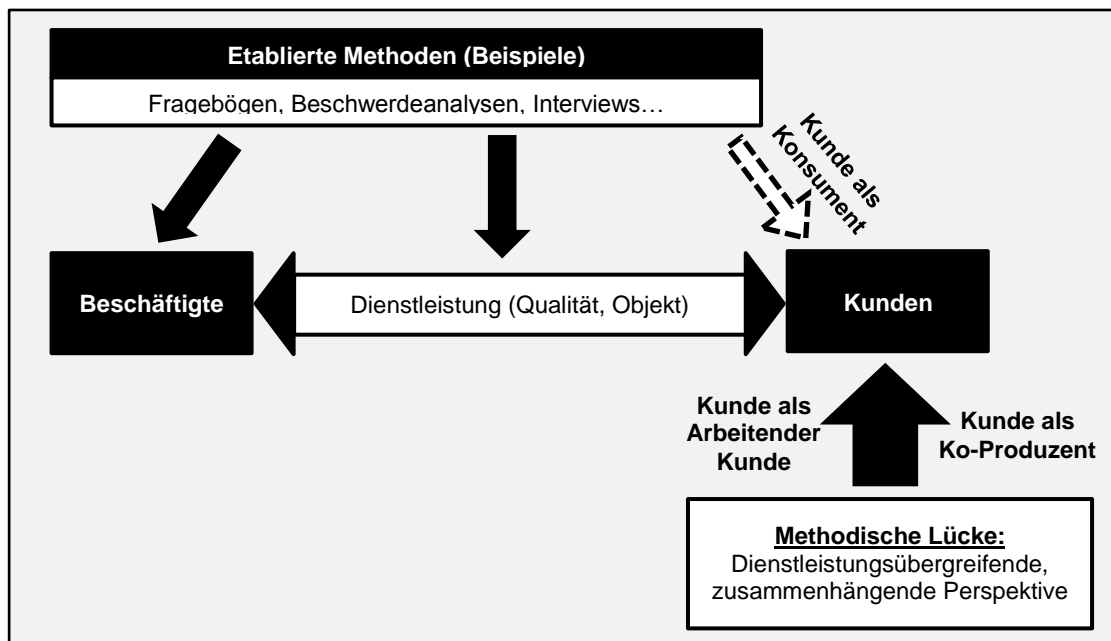 Etablierte Methoden (Beispiele)
Fragebögen, Beschwerdeanalysen, Interviews…
Kunde als
Konsument
Beschäftigte
Dienstleistung (Qualität, Objekt)
Kunden
Kunde als
Arbeitender
Kunde
Kunde als
Ko-Produzent
Methodische Lücke:
Dienstleistungsübergreifende,
zusammenhängende Perspektive